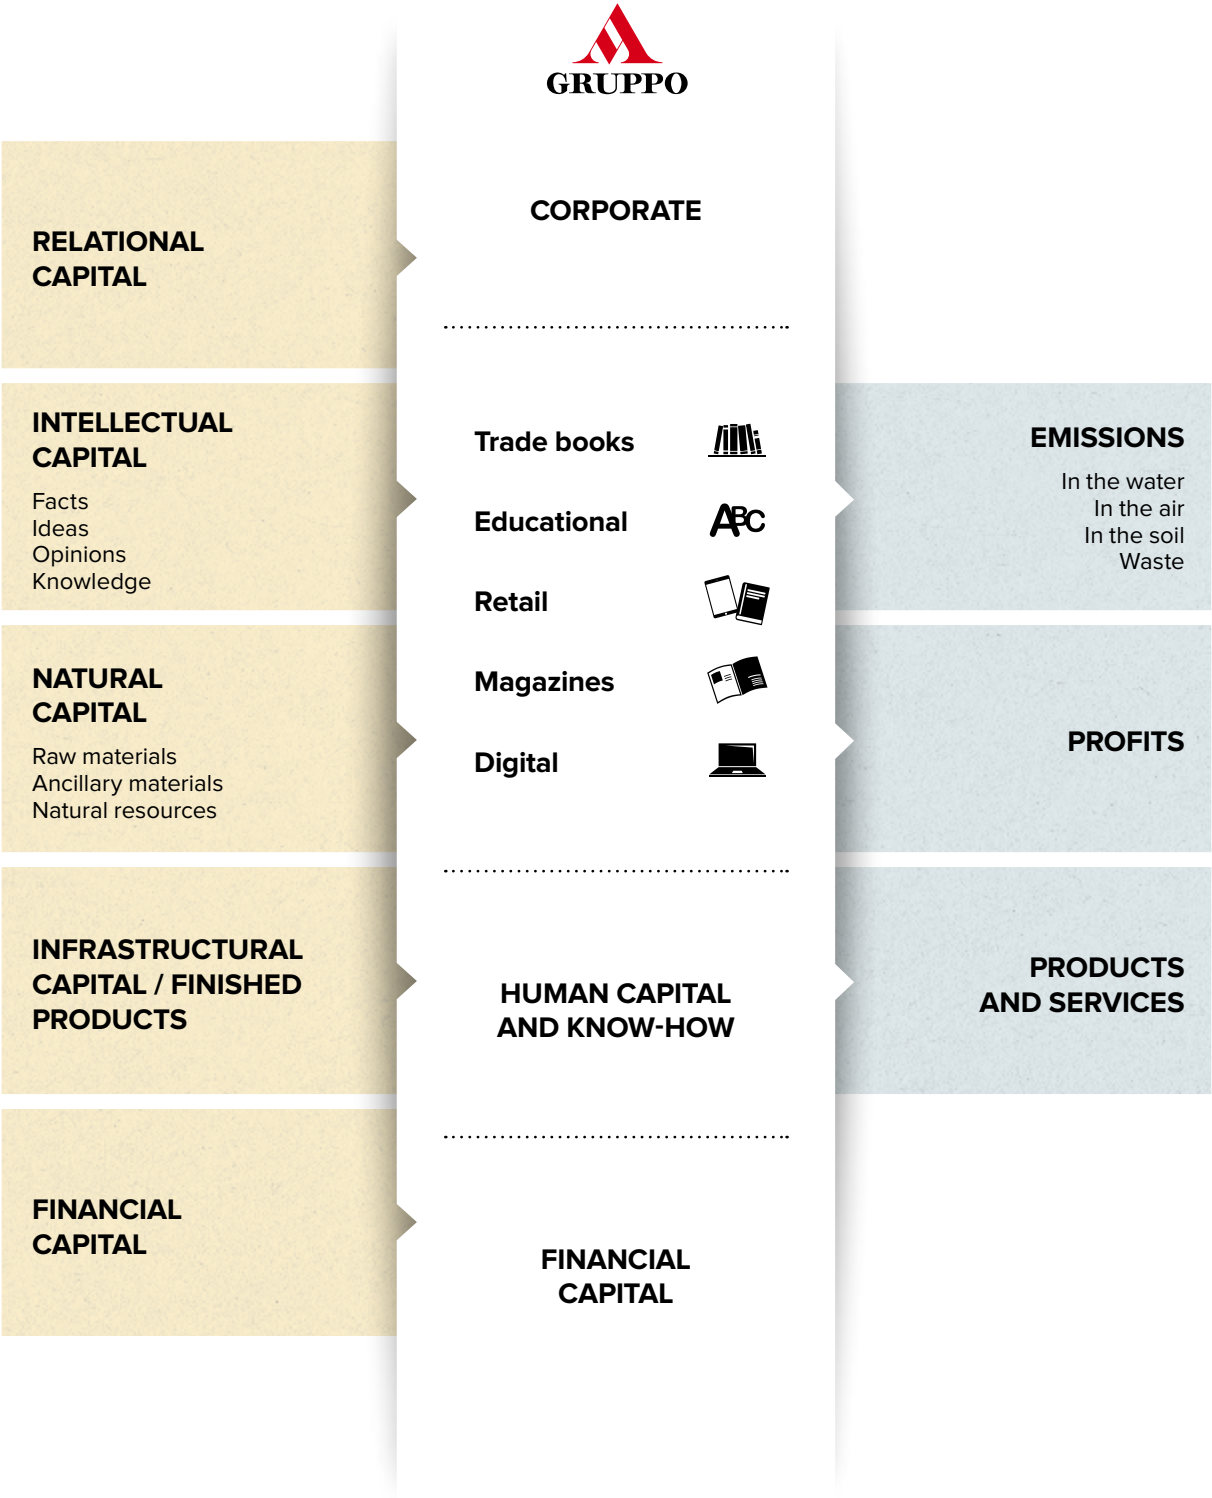 GRUPPO
RELATIONAL
CAPITAL
INTELLECTUAL
CAPITAL
Facts
Ideas
Opinions
Knowledge
NATURAL
CAPITAL
Raw materials
Ancillary materials
Natural resources
INFRASTRUCTURAL
CAPITAL / FINISHED
PRODUCTS
FINANCIAL
CAPITAL
CORPORATE
Trade books
Educational
ABC
Retail
Magazines
Digital
HUMAN CAPITAL
AND KNOW-HOW
FINANCIAL
CAPITAL
EMISSIONS
In the water
In the air
In the soil
Waste
PROFITS
PRODUCTS
AND SERVICES